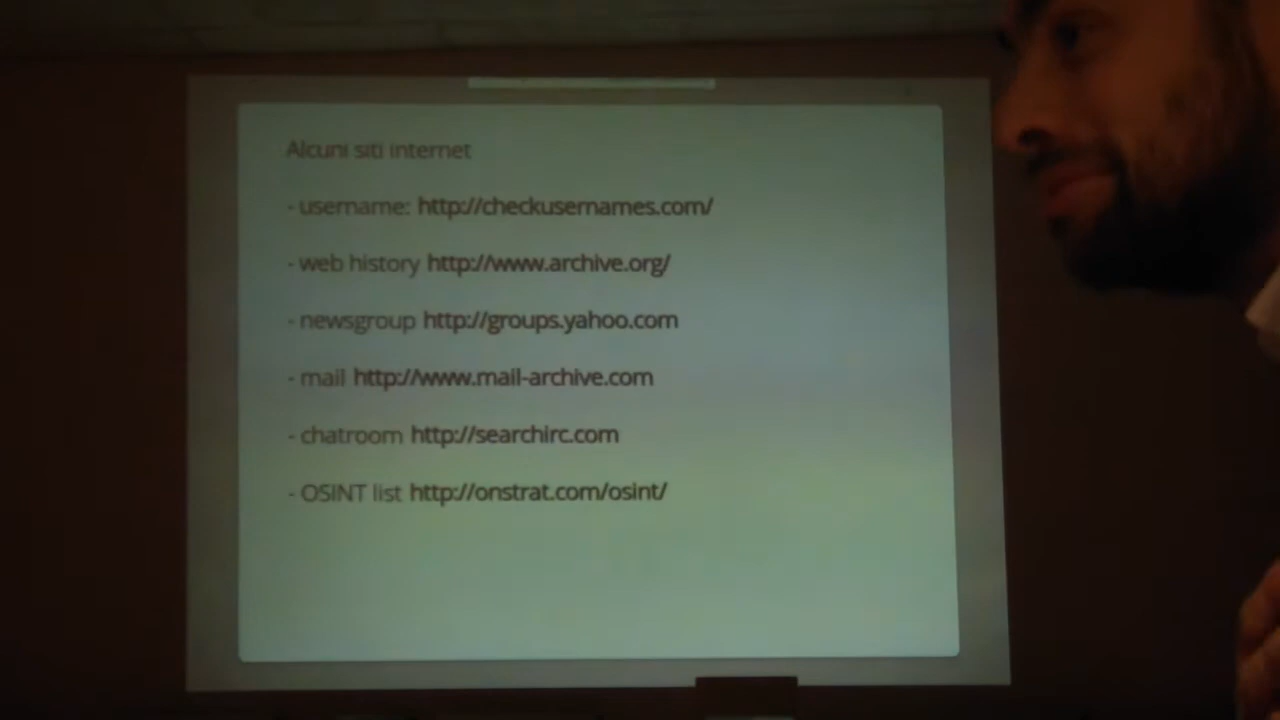 Alcuni siti internet
- username: http://checkusernames.com/
- web history http://www.archive.org/
- newsgroup http://groups.yahoo.com
- mail http://www.mail-archive.com
- chatroom http://searchirc.com
- OSINT list http://onstrat.com/osint/